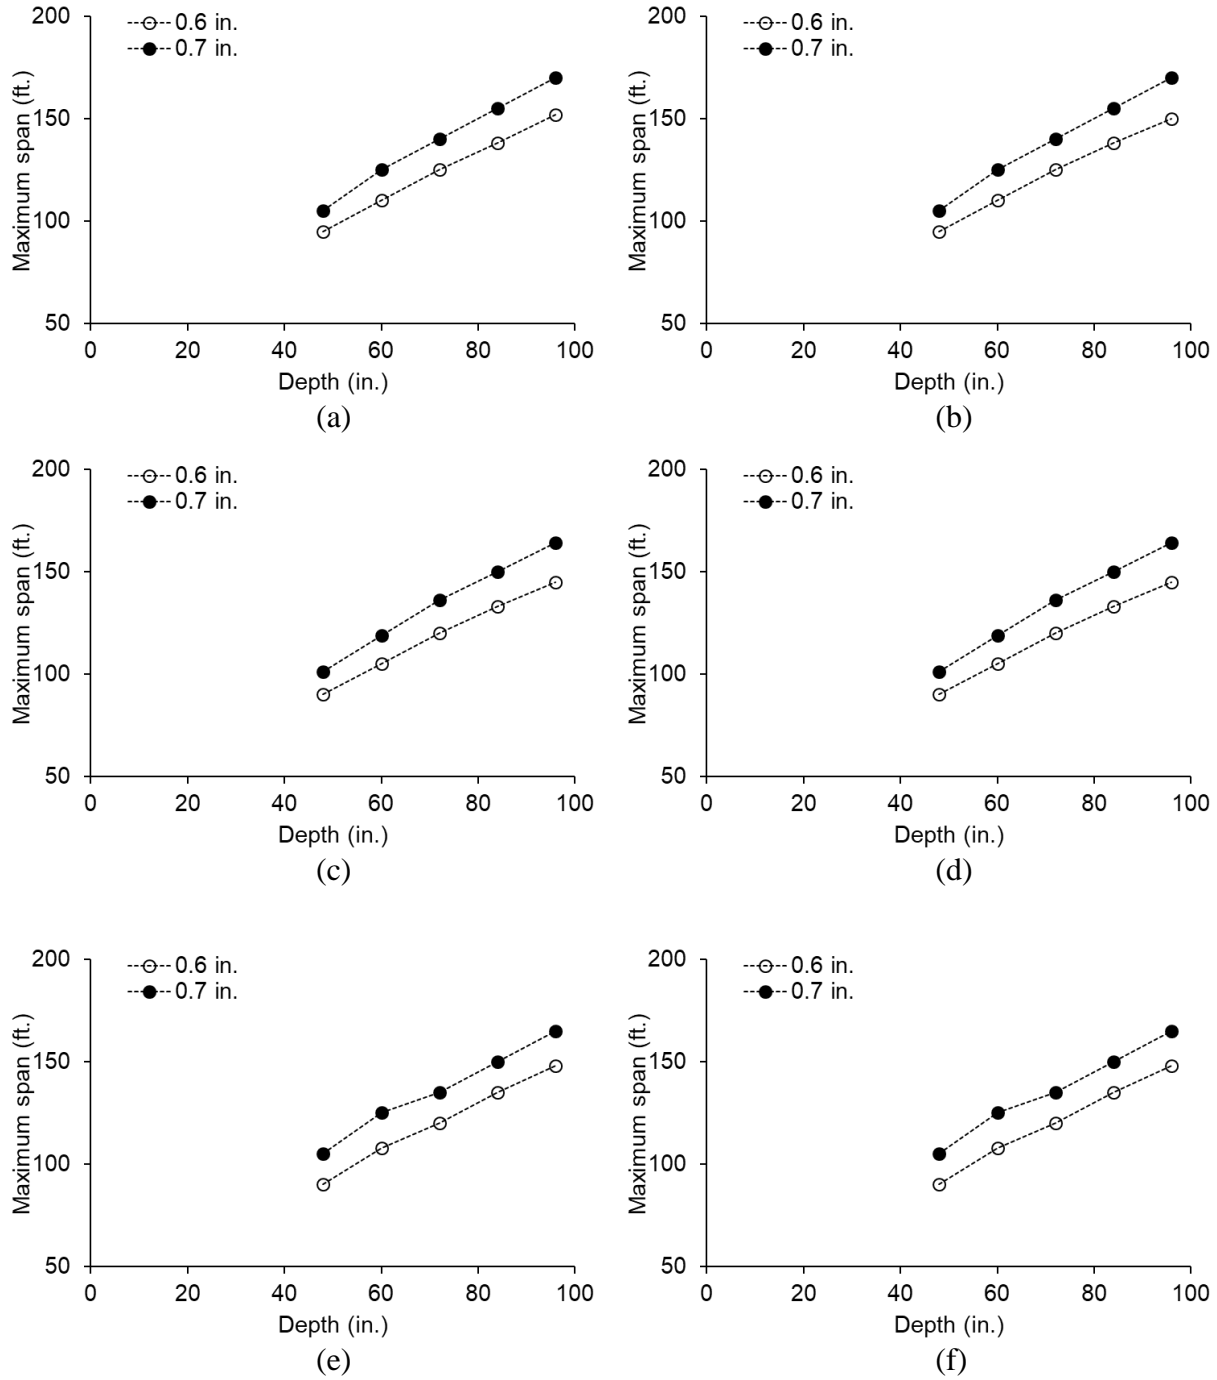 200
150
100
50
0 20 40 60 80 100
Maximum span (ft.)
Depth (in.)
0.6 in.
0.7 in.
(a)
200
150
100
50
0 20 40 60 80 100
Maximum span (ft.)
Depth (in.)
0.6 in.
0.7 in.
(b)
200
150
100
50
0 20 40 60 80 100
Maximum span (ft.)
Depth (in.)
0.6 in.
0.7 in.
(c)
200
150
100
50
0 20 40 60 80 100
Maximum span (ft.)
Depth (in.)
0.6 in.
0.7 in.
(d)
200
150
100
50
0 20 40 60 80 100
Maximum span (ft.)
Depth (in.)
0.6 in.
0.7 in.
(e)
200
150
100
50
0 20 40 60 80 100
Maximum span (ft.)
Depth (in.)
0.6 in.
0.7 in.
(f)